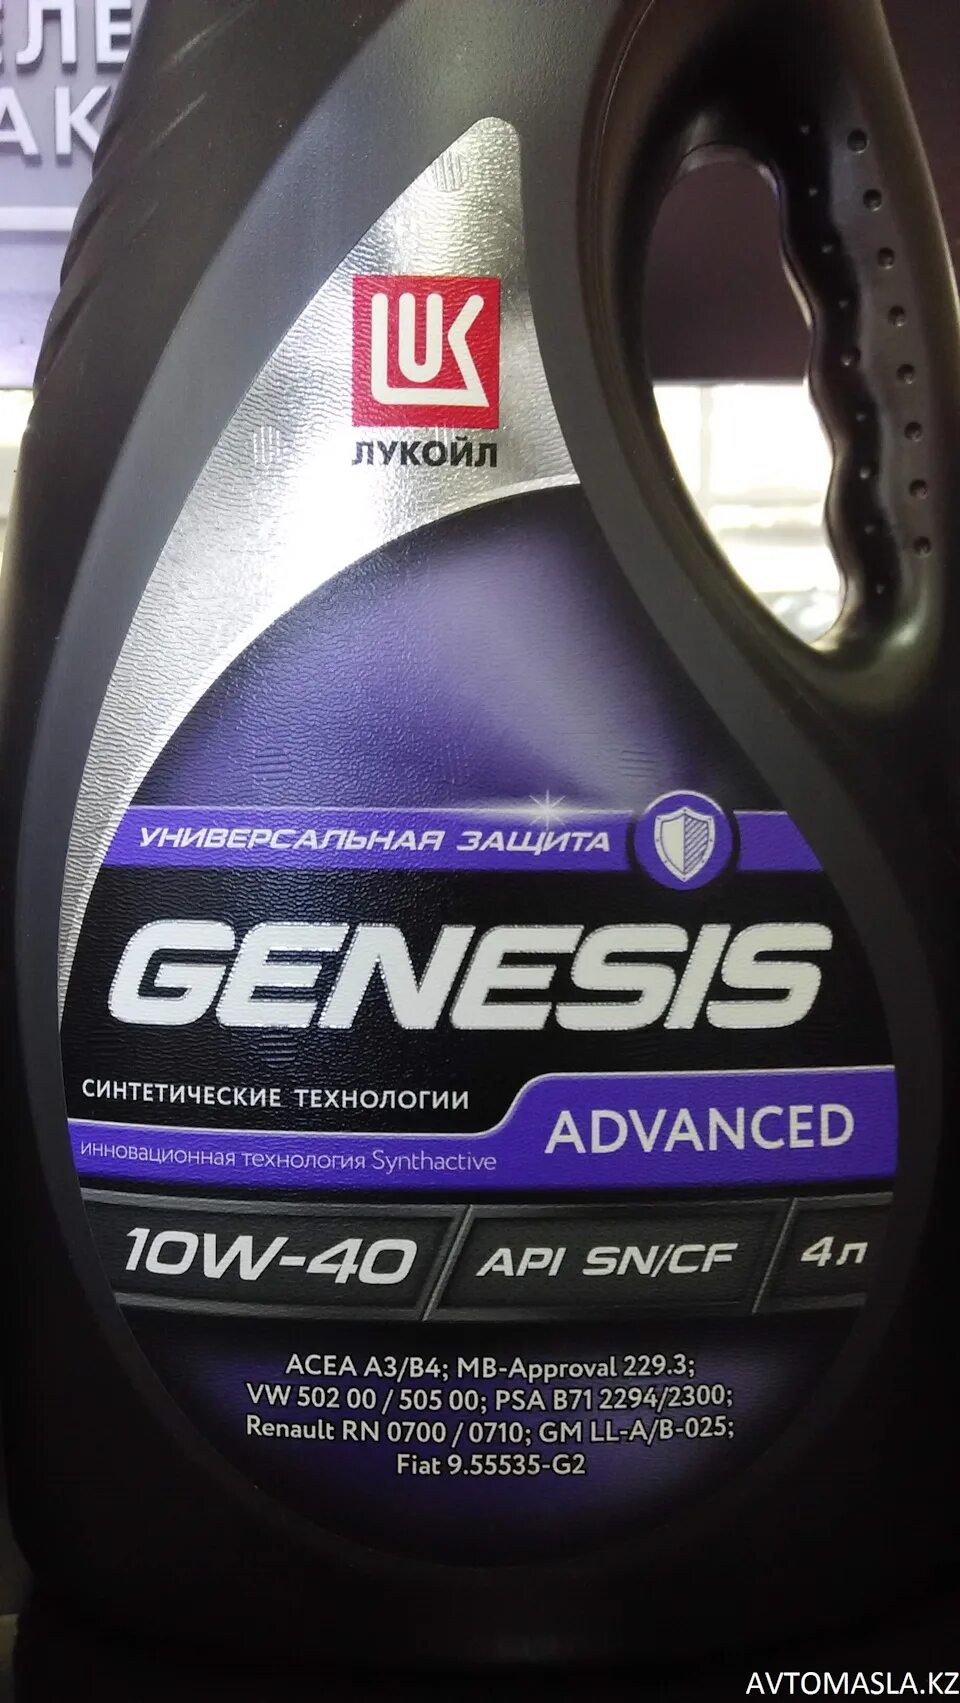 LUK
ЛУКОЙЛ
УНИВЕРСАЛЬНАЯ ЗАЩИТА
GENESIS
СИНТЕТИЧЕСКИЕ ТЕХНОЛОГИИ
ADVANCED
ИННОВАЦИОННАЯ ТЕХНОЛОГИЯ Synthactive
10W-40 API SN/CF 4л
ACEA A3/B4; MB-Approval 229.3;
VW 502 00 / 505 00; PSA B71 2294/2300;
Renault RN 0700 / 0710; GM LL-A/B-025;
Fiat 9.55535-G2
AVTOMASLA.KZ